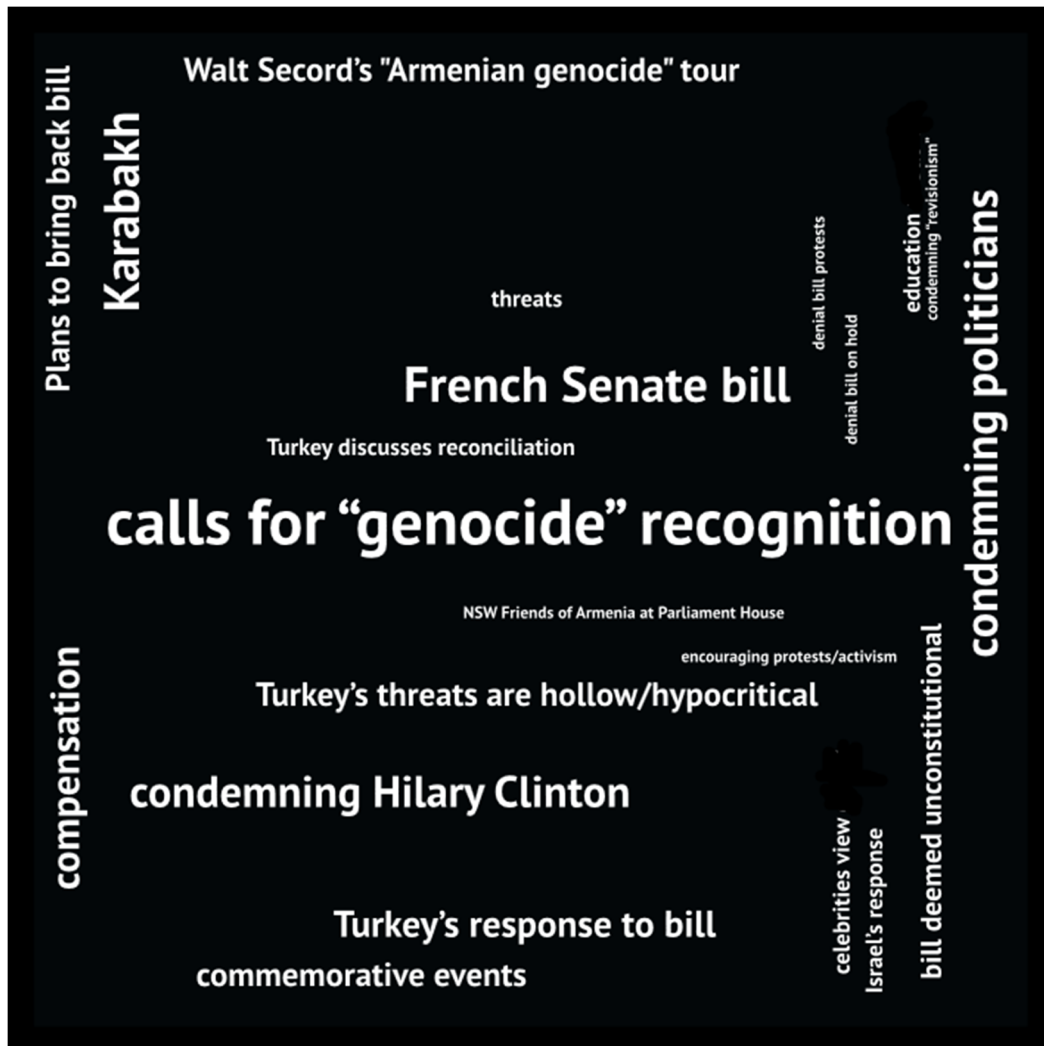 Walt Secord's "Armenian genocide" tour
Plans to bring back bill
Karabakh
education
condemning "revisionism"
condemning politicians
denial bill protests
threats
denial bill on hold
French Senate bill
Turkey discusses reconciliation
calls for “genocide” recognition
NSW Friends of Armenia at Parliament House
encouraging protests/activism
Turkey’s threats are hollow/hypocritical
compensation
bill deemed unconstitutional
condemning Hilary Clinton
celebrities view
Israel’s response
Turkey’s response to bill
commemorative events